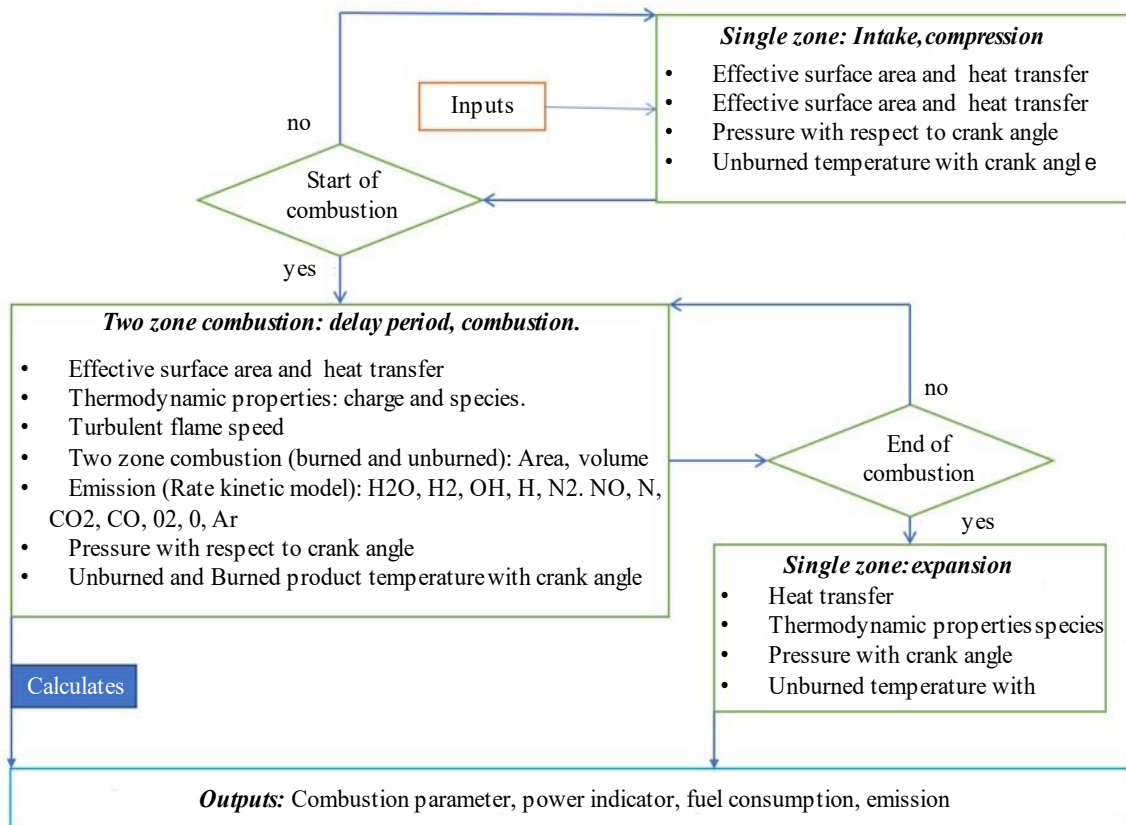 Single zone: Intake,compression
• Effective surface area and heat transfer
• Effective surface area and heat transfer
• Pressure with respect to crank angle
• Unburned temperature with crank angle
Inputs
no
Start of
combustion
yes
Two zone combustion: delay period, combustion.
• Effective surface area and heat transfer
• Thermodynamic properties: charge and species.
• Turbulent flame speed
• Two zone combustion (burned and unburned): Area, volume
• Emission (Rate kinetic model): H2O, H2, OH, H, N2. NO, N,
CO2, CO, 02, 0, Ar
• Pressure with respect to crank angle
• Unburned and Burned product temperature with crank angle
no
End of
combustion
yes
Single zone:expansion
• Heat transfer
• Thermodynamic properties species
• Pressure with crank angle
• Unburned temperature with
Calculates
Outputs: Combustion parameter, power indicator, fuel consumption, emission